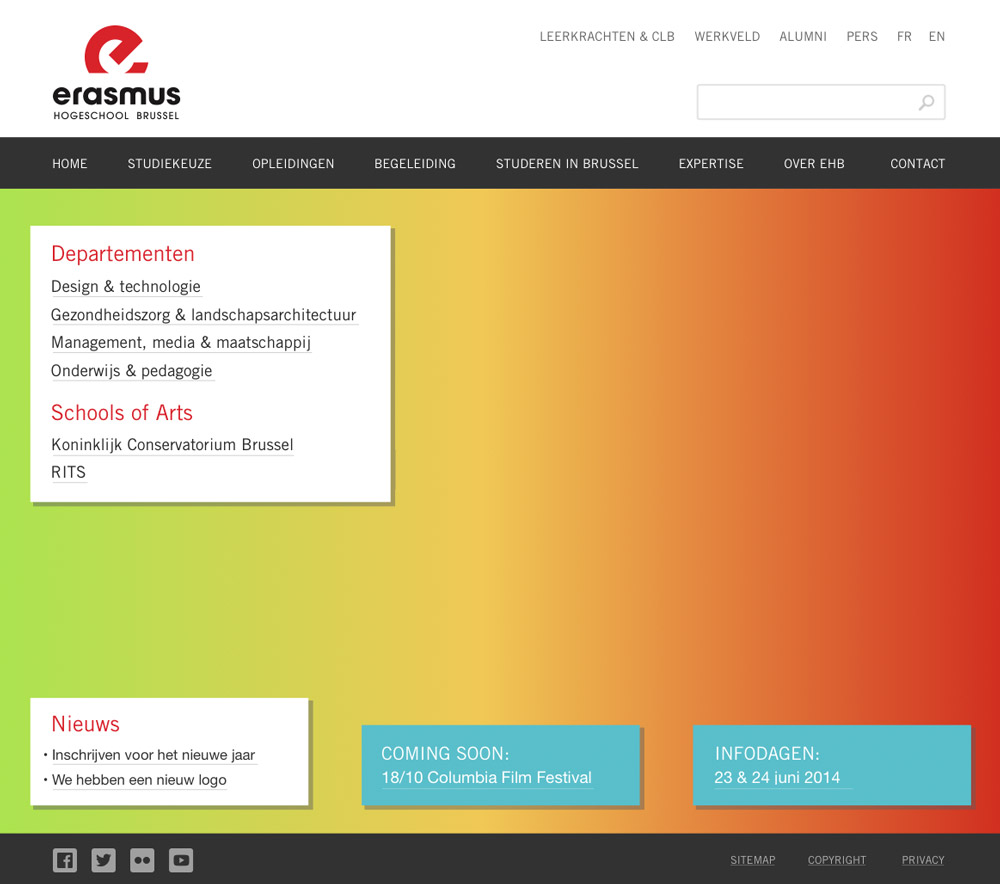 LEERKRACHTEN & CLB WERKVELD ALUMNI PERS FR EN
erasmus
HOGESCHOOL BRUSSEL
HOME STUDIEKEUZE OPLEIDINGEN BEGELEIDING STUDEREN IN BRUSSEL EXPERTISE OVER EHB CONTACT
Departementen
Design & technologie
Gezondheidszorg & landschapsarchitectuur
Management, media & maatschappij
Onderwijs & pedagogie
Schools of Arts
Koninklijk Conservatorium Brussel
RITS
Nieuws
• Inschrijven voor het nieuwe jaar
• We hebben een nieuw logo
COMING SOON:
18/10 Columbia Film Festival
INFODAGEN:
23 & 24 juni 2014
SITEMAP COPYRIGHT PRIVACY